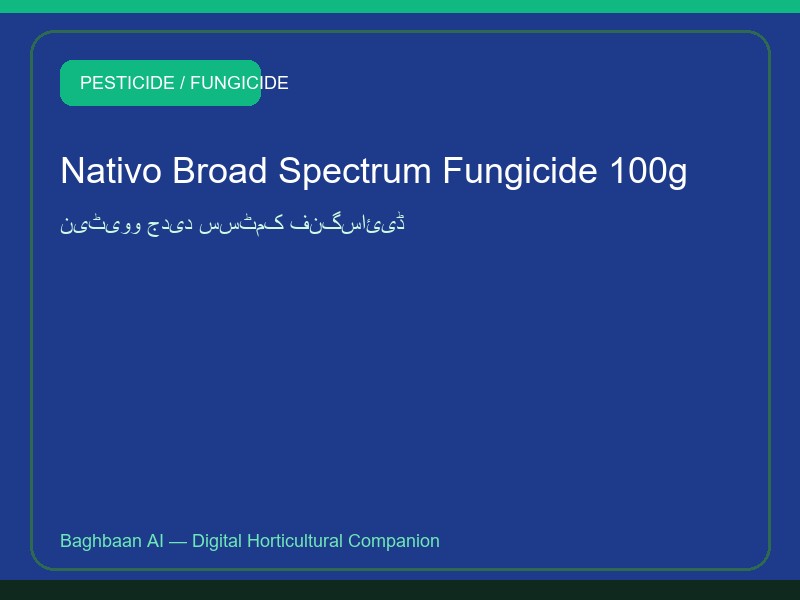 PESTICIDE / FUNGICIDE
Nativo Broad Spectrum Fungicide 100g
نیٹیوو جدید سسٹمک فنگسائیڈ
Baghbaan AI — Digital Horticultural Companion